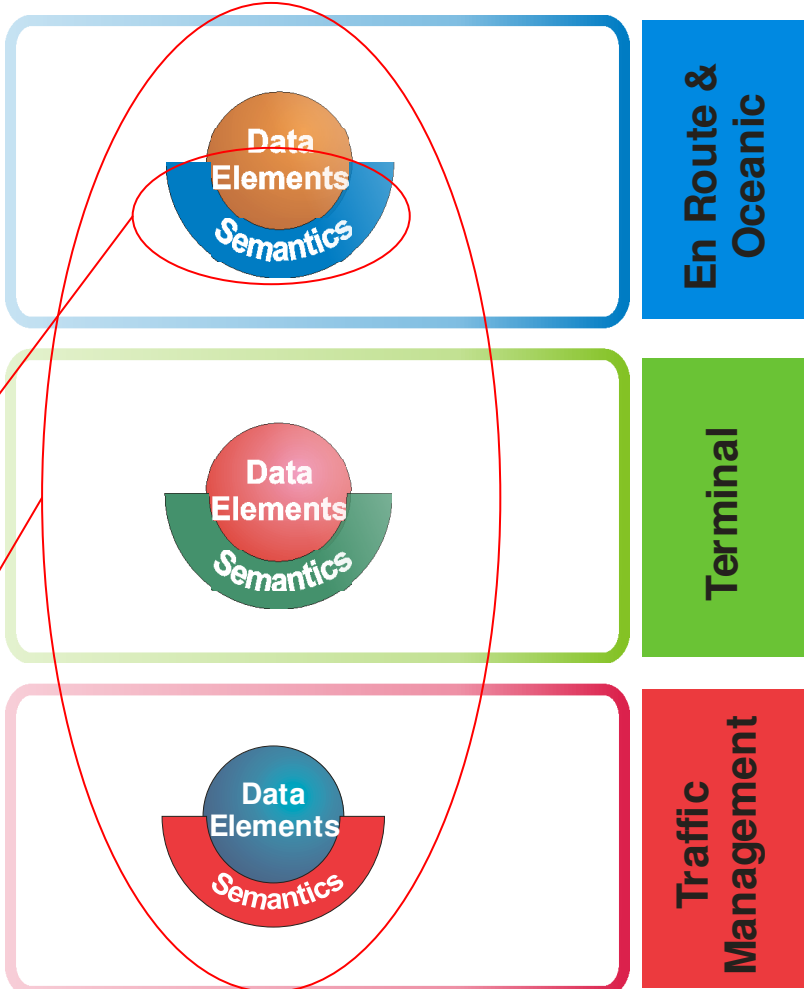 Data
Elements
Semantics
En Route &
Oceanic
Data
Elements
Semantics
Terminal
Data
Elements
Semantics
Traffic
Management